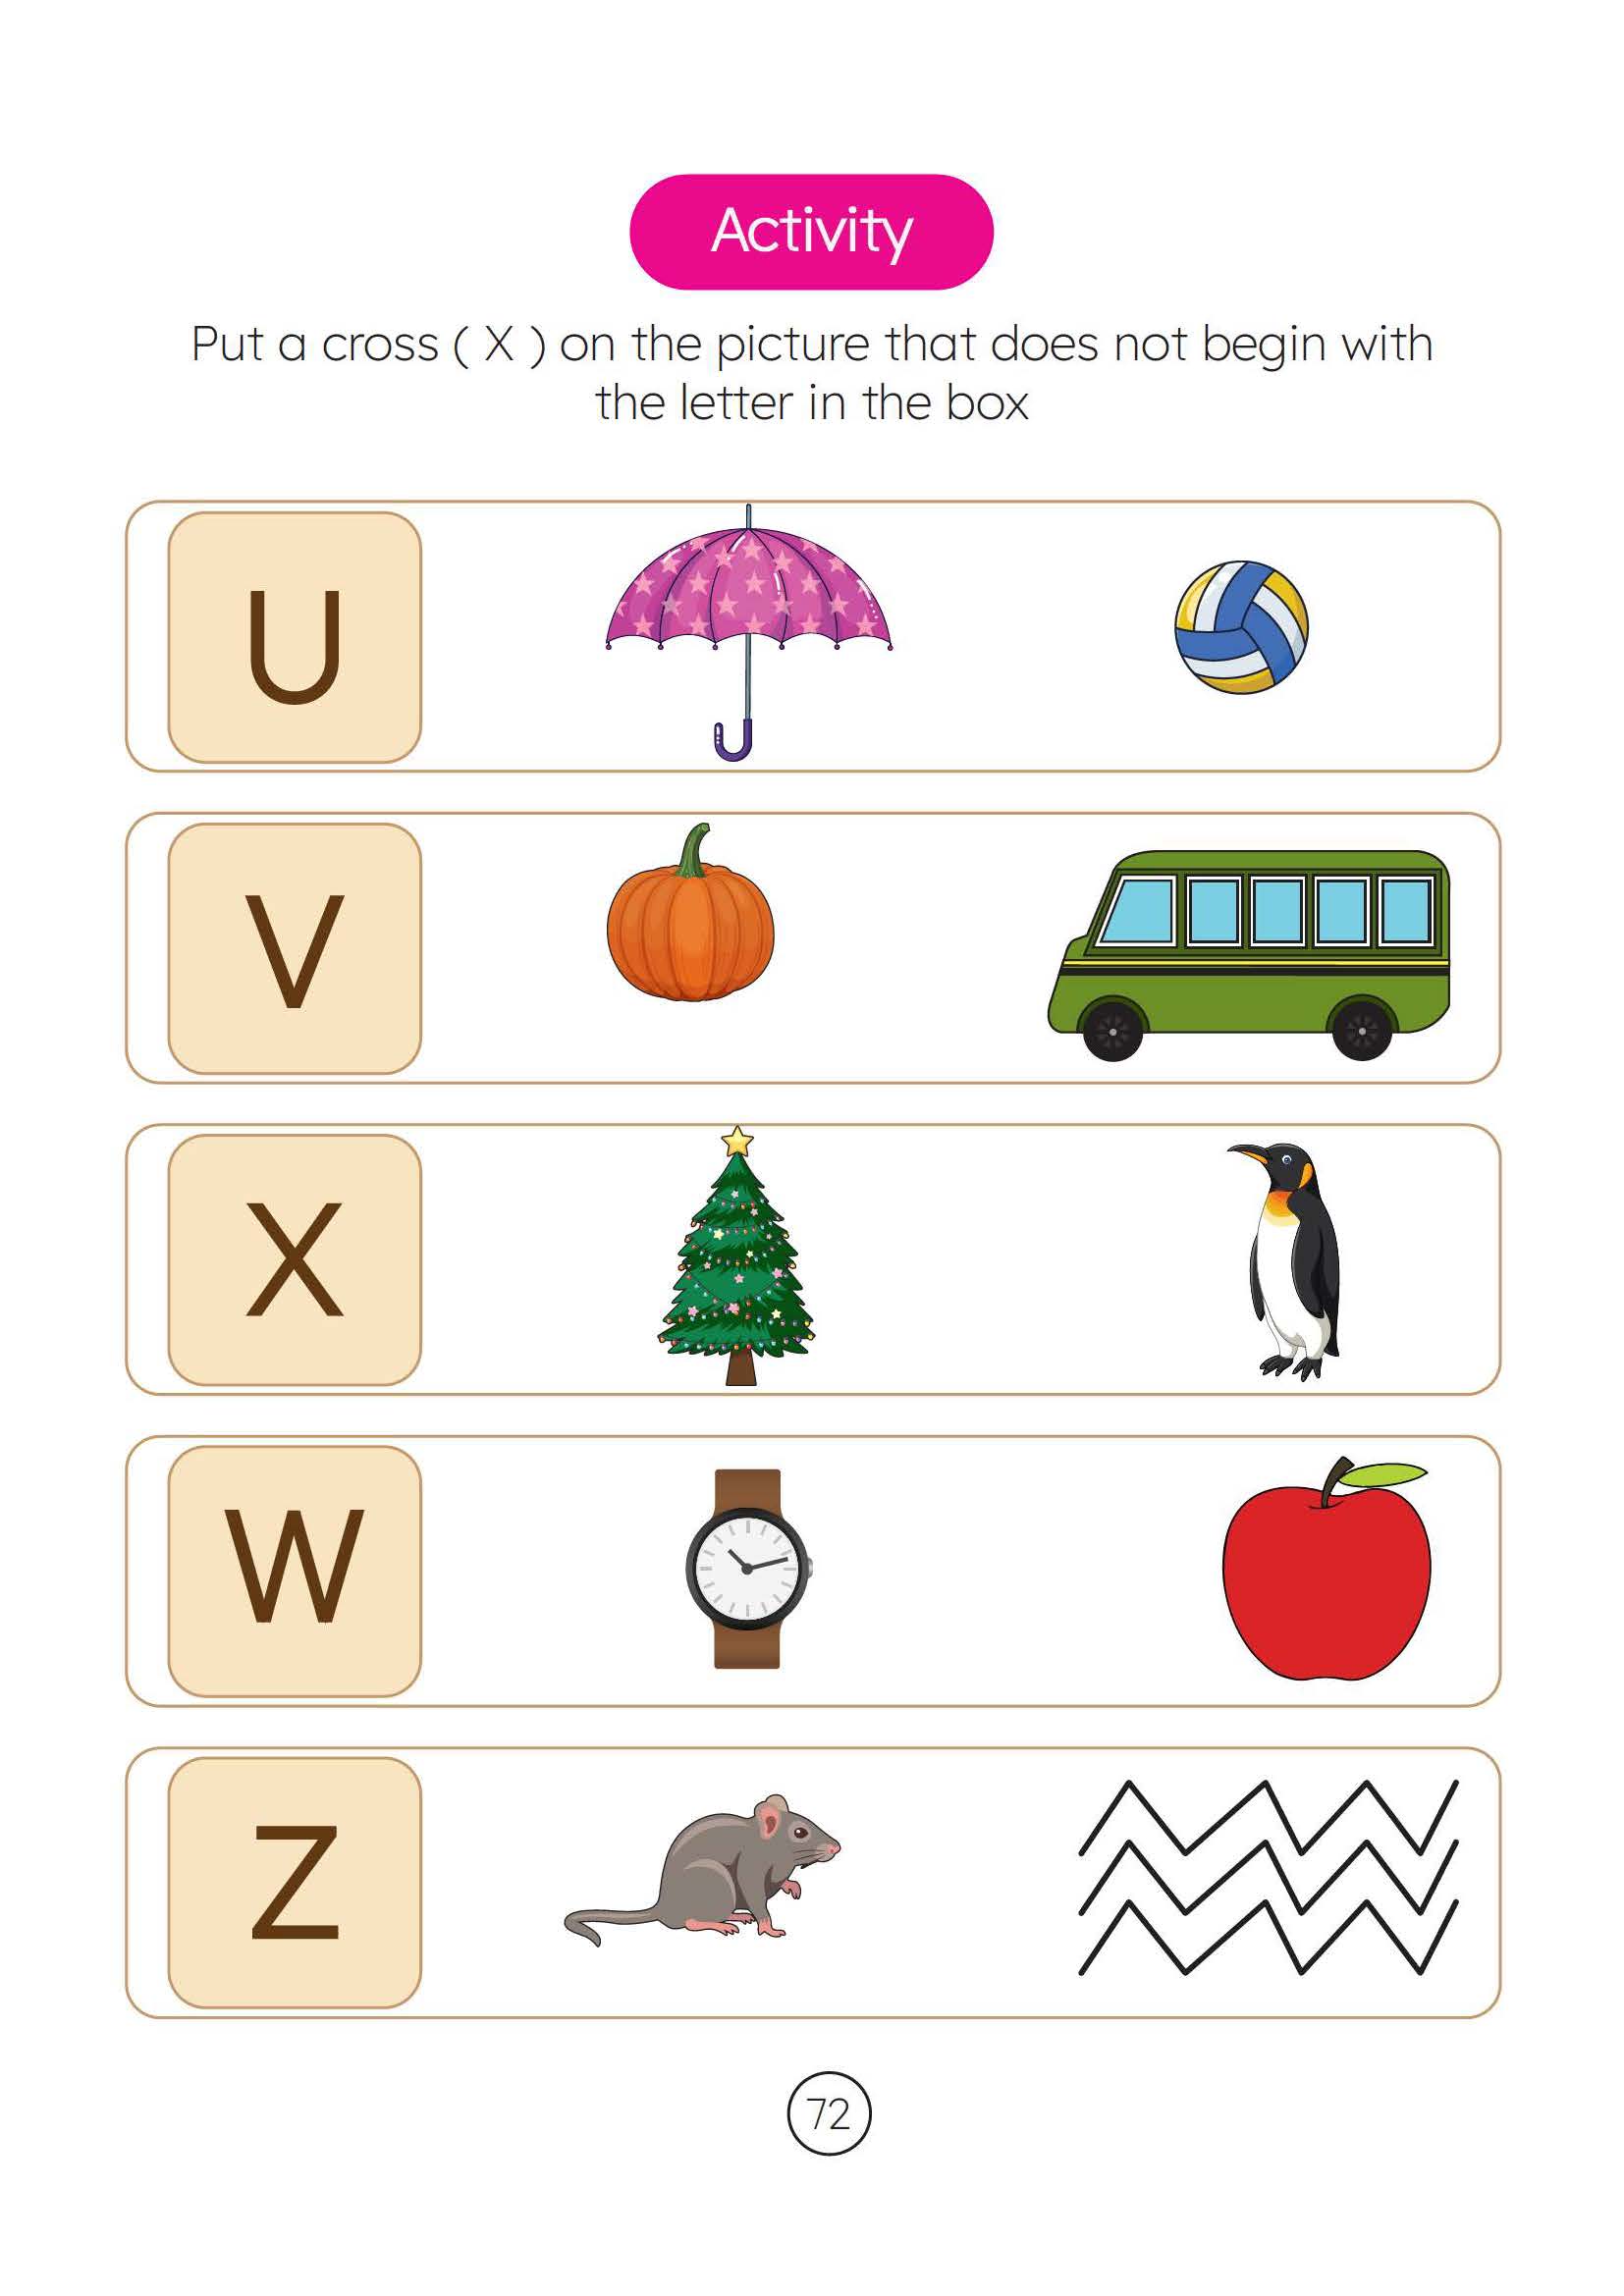 Activity
Put a cross ( X ) on the picture that does not begin with
the letter in the box
U
V
X
W
Z
72